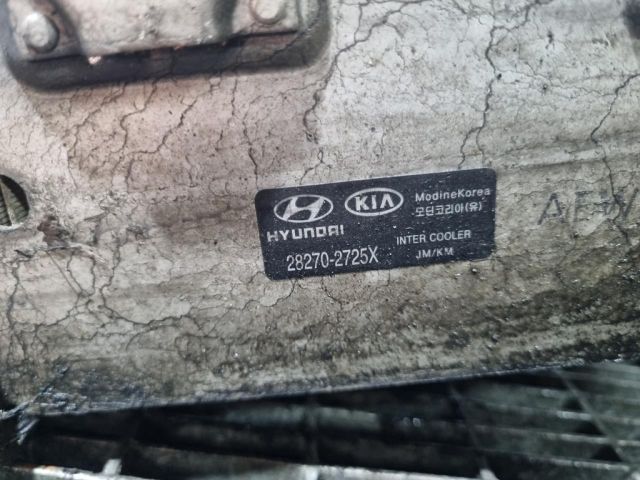 KIA
ModineKorea
모딘코리아(유)
HYUNDAI
INTER COOLER
28270-2725X
JM/KM